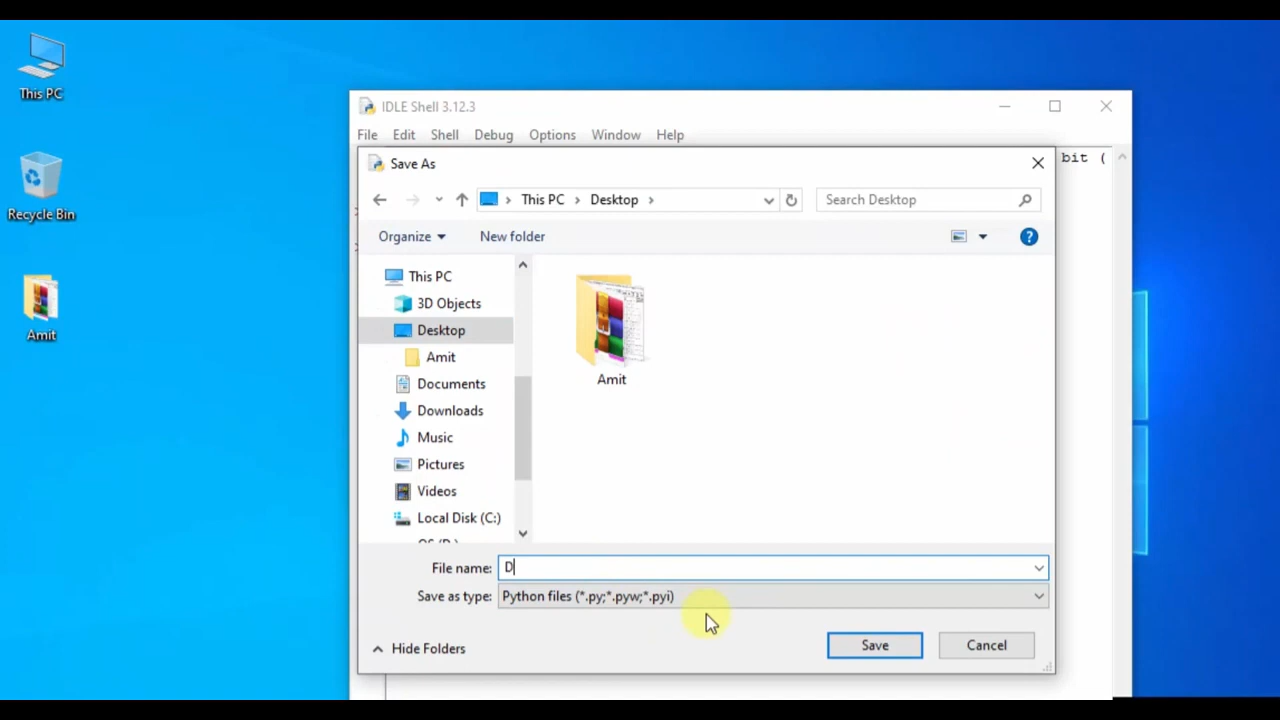 This PC
Recycle Bin
Amit
IDLE Shell 3.12.3
File Edit Shell Debug Options Window Help
bit (
Save As
This PC Desktop
Search Desktop
Organize New folder
This PC
3D Objects
Desktop
Amit
Documents
Downloads
Music
Pictures
Videos
Local Disk (C:)
Amit
File name: D
Save as type: Python files (*.py;*.pyw;*.pyi)
Hide Folders
Save Cancel